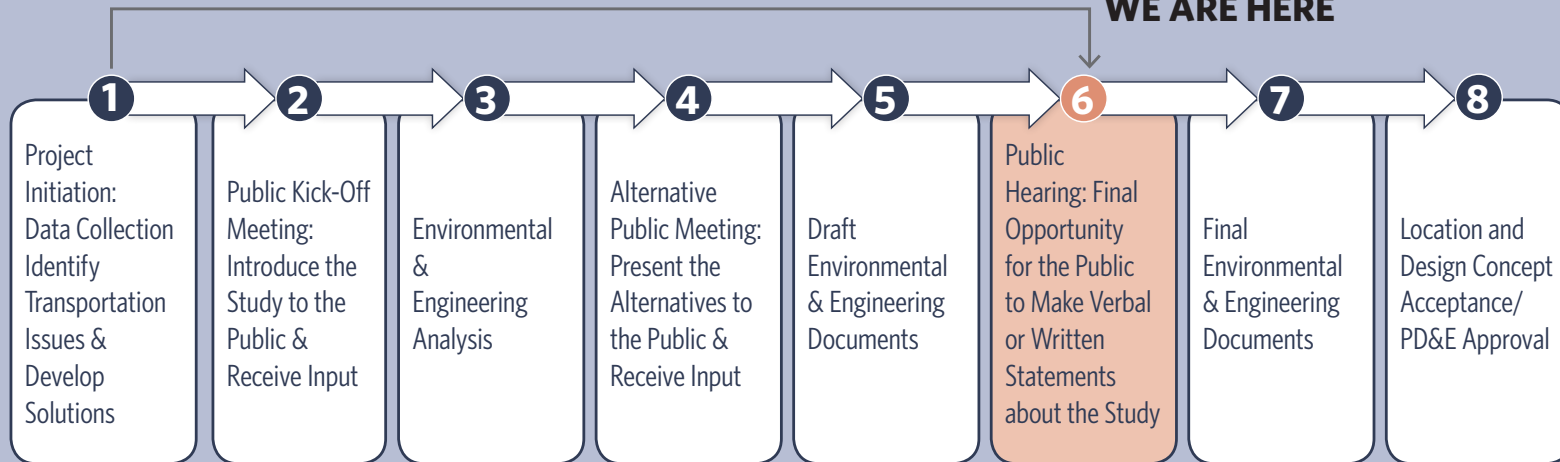 WE ARE HERE
1
2
3
4
5
6
7
8
Project
Initiation:
Data Collection
Identify
Transportation
Issues &
Develop
Solutions
Public Kick-Off
Meeting:
Introduce the
Study to the
Public &
Receive Input
Environmental
&
Engineering
Analysis
Alternative
Public Meeting:
Present the
Alternatives to
the Public &
Receive Input
Draft
Environmental
& Engineering
Documents
Public
Hearing: Final
Opportunity
for the Public
to Make Verbal
or Written
Statements
about the Study
Final
Environmental
& Engineering
Documents
Location and
Design Concept
Acceptance/
PD&E Approval